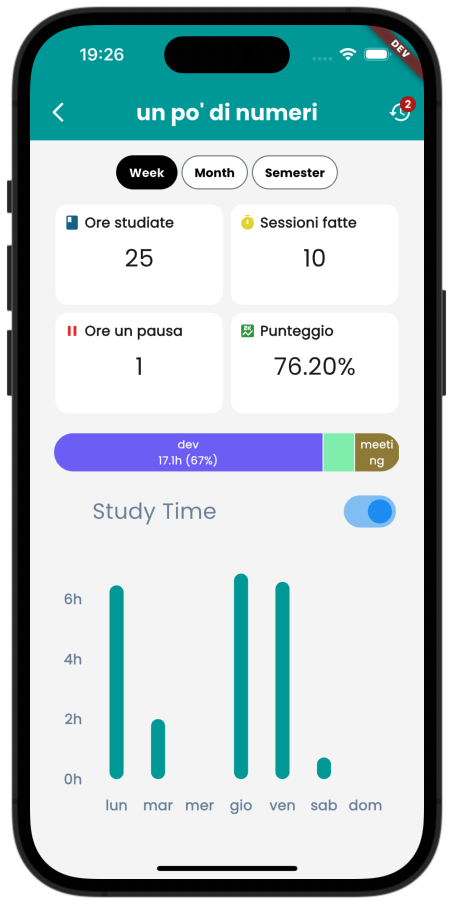 19:26
DEV
un po' di numeri
2
Week Month Semester
Ore studiate
25
Sessioni fatte
10
Ore un pausa
1
Punteggio
76.20%
dev
17.1h (67%)
meeti
ng
Study Time
6h
4h
2h
0h
lun mar mer gio ven sab dom